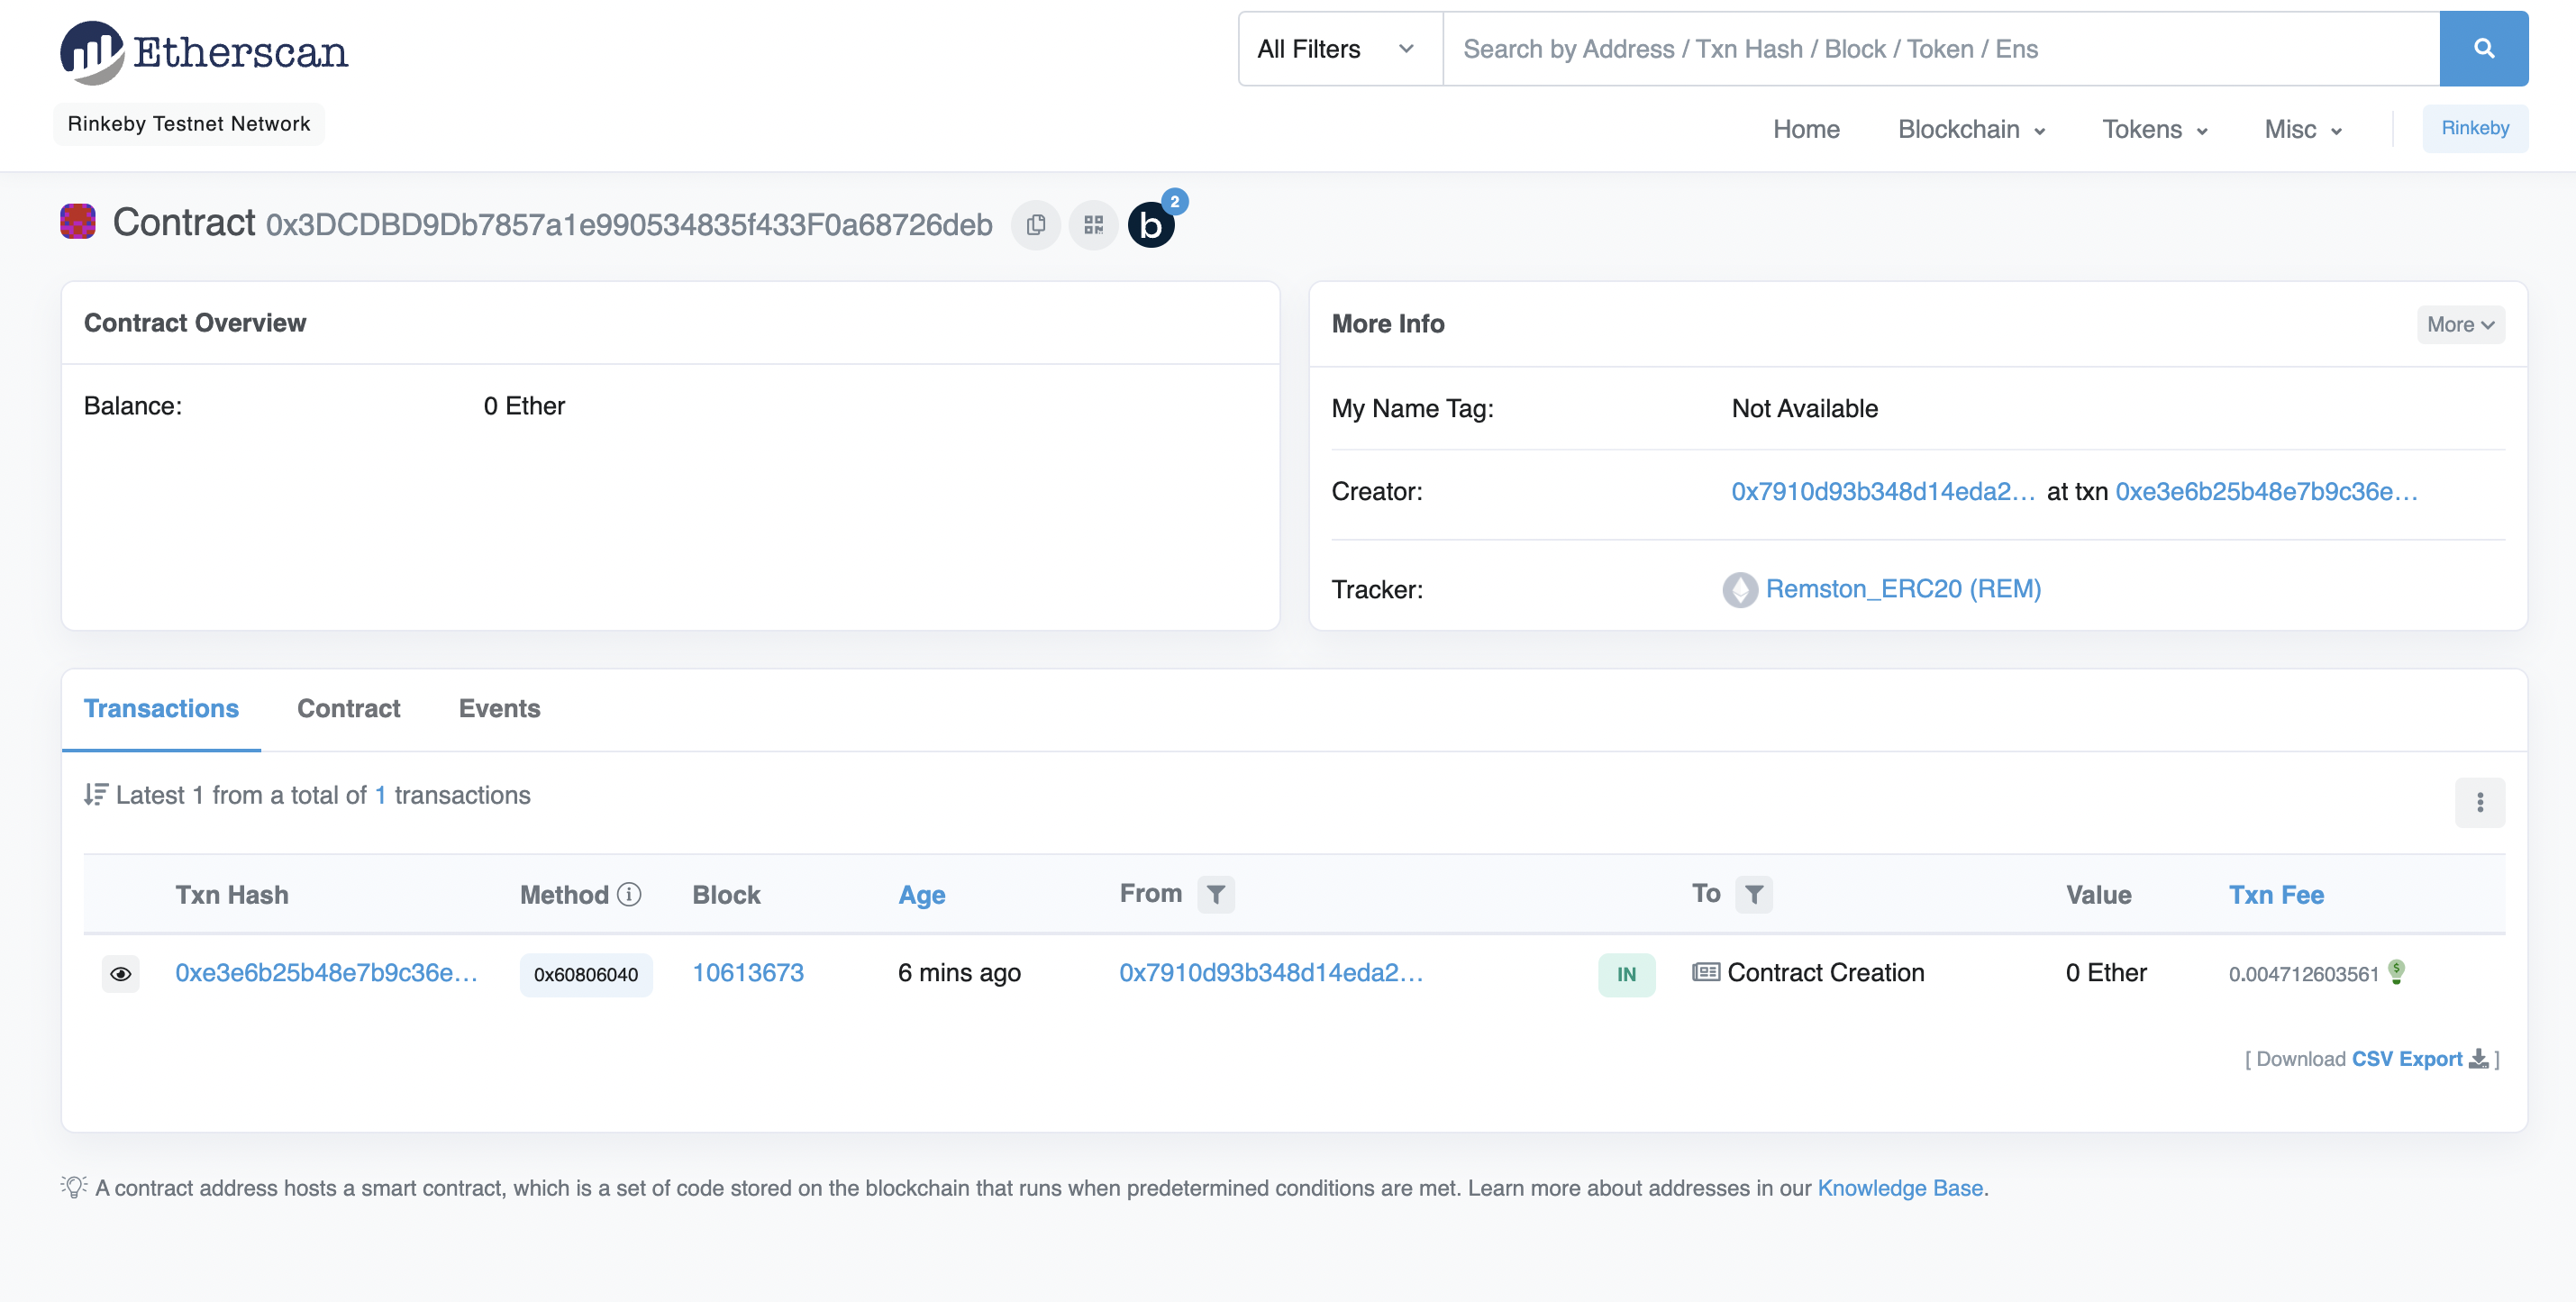 Etherscan
All Filters
Search by Address / Txn Hash / Block / Token / Ens
Rinkeby Testnet Network
Home Blockchain Tokens Misc Rinkeby
Contract 0x3DCDBD9Db7857a1e990534835f433F0a68726deb b 2
Contract Overview
Balance: 0 Ether
More Info More
My Name Tag: Not Available
Creator: 0x7910d93b348d14eda2... at txn 0xe3e6b25b48e7b9c36e...
Tracker: Remston_ERC20 (REM)
Transactions Contract Events
Latest 1 from a total of 1 transactions
Txn Hash Method Block Age From To Value Txn Fee
0xe3e6b25b48e7b9c36e... 0x60806040 10613673 6 mins ago 0x7910d93b348d14eda2... IN Contract Creation 0 Ether 0.004712603561
[ Download CSV Export ]
A contract address hosts a smart contract, which is a set of code stored on the blockchain that runs when predetermined conditions are met. Learn more about addresses in our Knowledge Base.